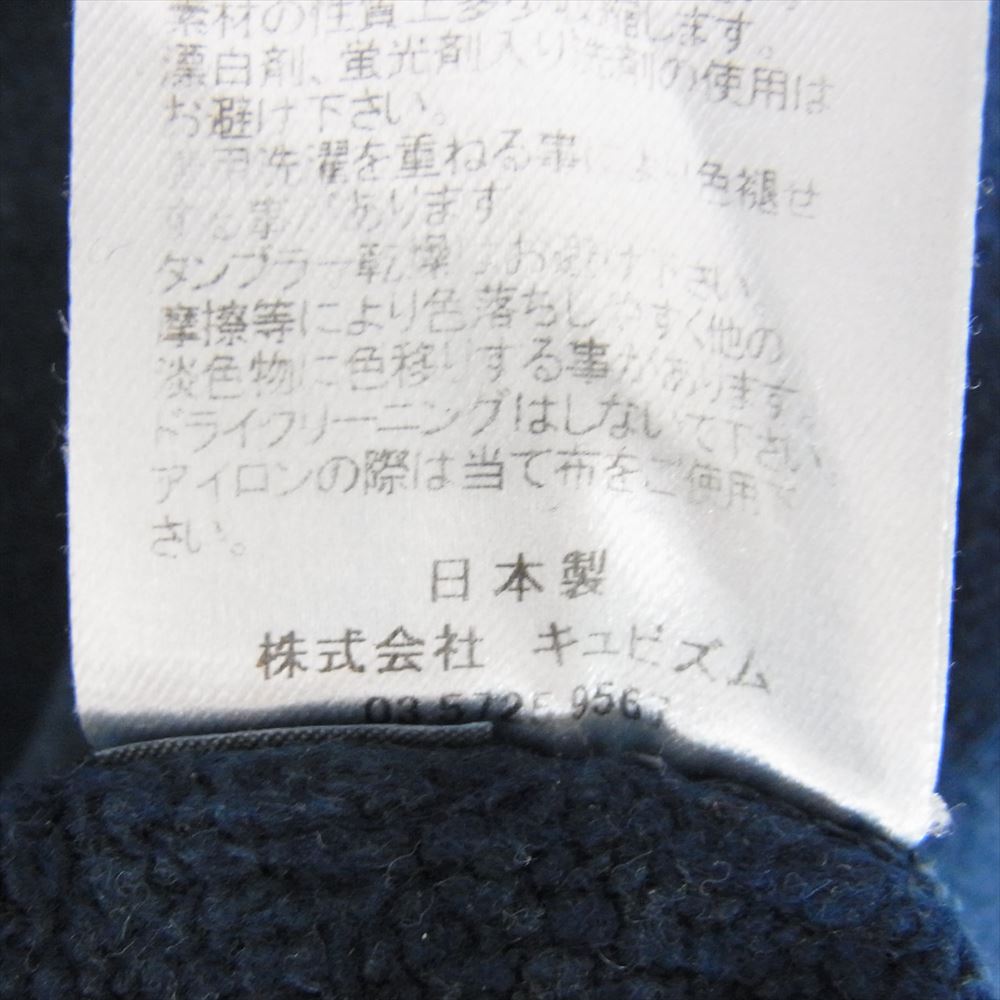 素材の性質上多少収縮します。
漂白剤、蛍光剤入り洗剤の使用は
お避け下さい。
洗濯を重ねる事により色褪せ
する事があります
タンブラー乾燥はお避け下さい
摩擦等により色落ちしやすく他の
淡色物に色移りする事があります。
ドライクリーニングはしないで下さい
アイロンの際は当て布をご使用下
さい。
日本製
株式会社 キュビズム
03 572 956